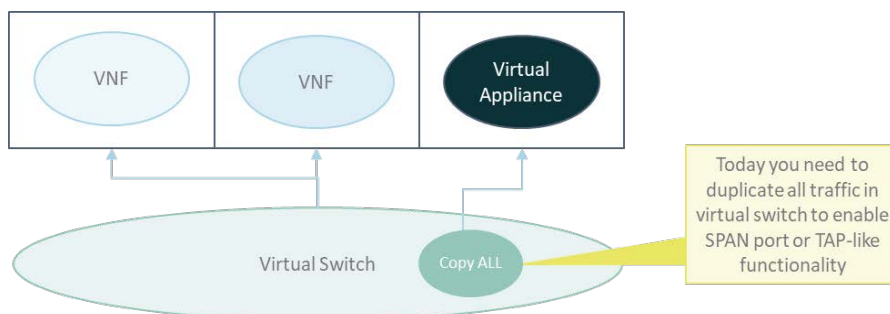 VNF
VNF
Virtual
Appliance
Today you need to
duplicate all traffic in
virtual switch to enable
SPAN port or TAP-like
functionality
Virtual Switch
Copy ALL